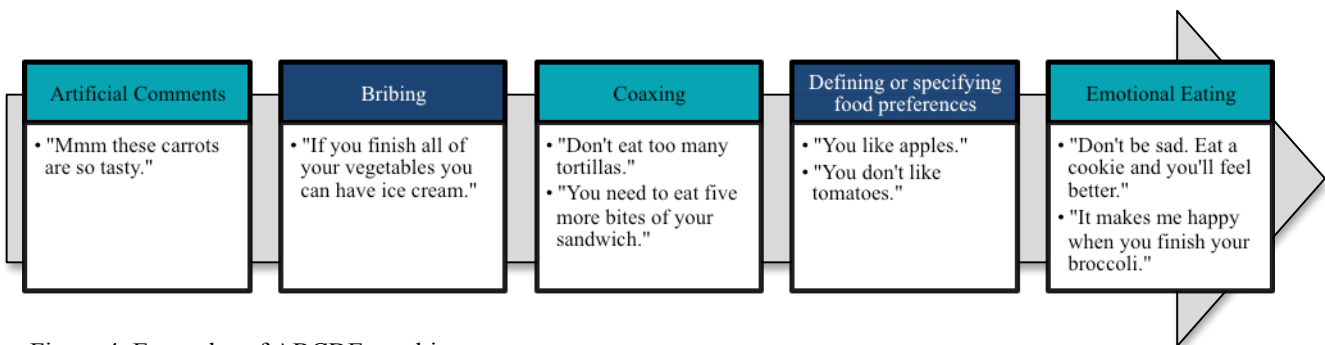 Artificial Comments
• "Mmm these carrots
are so tasty."
Bribing
• "If you finish all of
your vegetables you
can have ice cream."
Coaxing
• "Don't eat too many
tortillas."
• "You need to eat five
more bites of your
sandwich."
Defining or specifying
food preferences
• "You like apples."
• "You don't like
tomatoes."
Emotional Eating
• "Don't be sad. Eat a
cookie and you'll feel
better."
• "It makes me happy
when you finish your
broccoli."